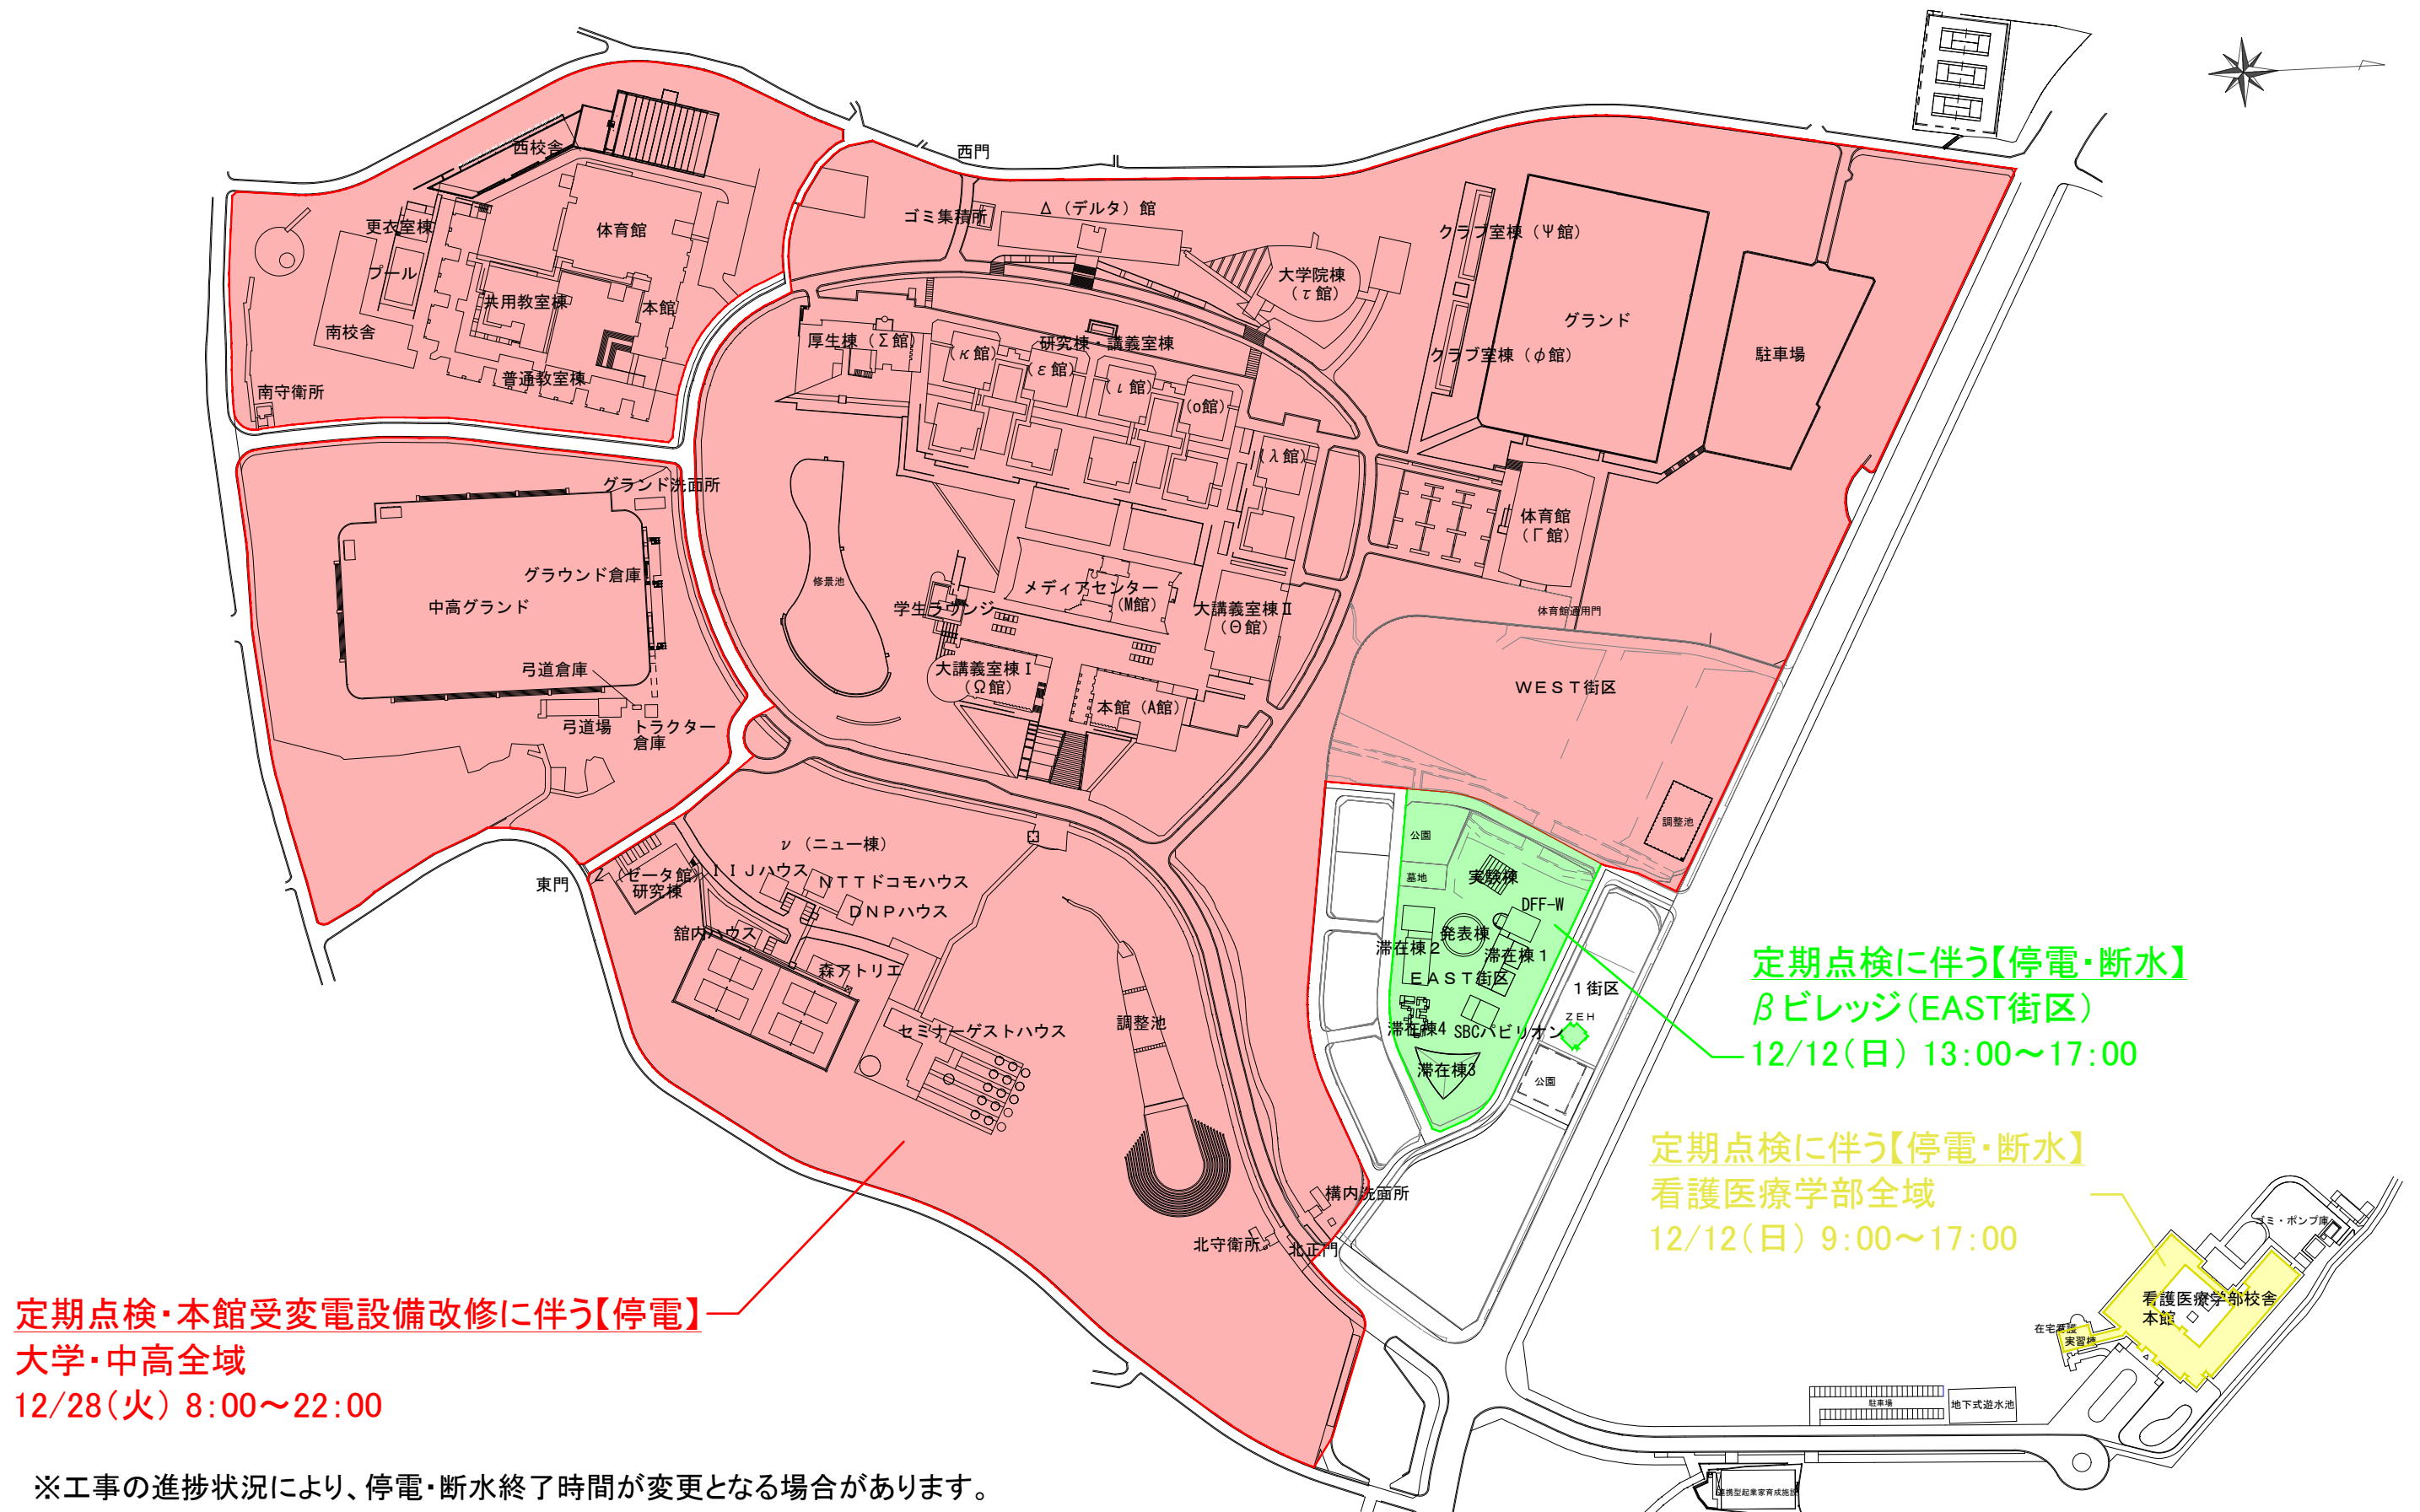 西門
西校舎
ゴミ集積所
Δ（デルタ）館
更衣室棟
体育館
クラブ室棟（Ψ館）
プール
大学院棟
（τ館）
共用教室棟
本館
グランド
南校舎
厚生棟（Σ館）
（κ館）
研究棟・講義室棟
クラブ室棟（φ館）
駐車場
（ε館）
普通教室棟
（ι館）
南守衛所
（ο館）
（λ館）
グランド洗面所
体育館
（Γ館）
グラウンド倉庫
修景池
メディアセンター
（M館）
中高グランド
学生ラウンジ
大講義室棟Ⅱ
（Θ館）
体育館通用門
弓道倉庫
大講義室棟Ⅰ
（Ω館）
WEST街区
本館（A館）
弓道場
トラクター
倉庫
調整池
公園
ν（ニュー棟）
IIJハウス
Z（ゼータ館）
研究棟
東門
NTTドコモハウス
墓地
実験棟
DNPハウス
DFF-W
舘内ハウス
発表棟
滞在棟2
滞在棟1
森アトリエ
EAST街区
1街区
ZEH
調整池
セミナーゲストハウス
滞在棟4
SBCパビリオン
滞在棟3
公園
定期点検に伴う【停電・断水】
βビレッジ（EAST街区）
12/12（日） 13:00～17:00
定期点検に伴う【停電・断水】
看護医療学部全域
12/12（日） 9:00～17:00
構内洗面所
北守衛所
北正門
ゴミ・ポンプ庫
看護医療学部校舎
本館
在宅看護
実習棟
定期点検・本館受変電設備改修に伴う【停電】
大学・中高全域
12/28（火） 8:00～22:00
駐車場
地下式遊水池
連携型起業家育成施設
※工事の進捗状況により、停電・断水終了時間が変更となる場合があります。